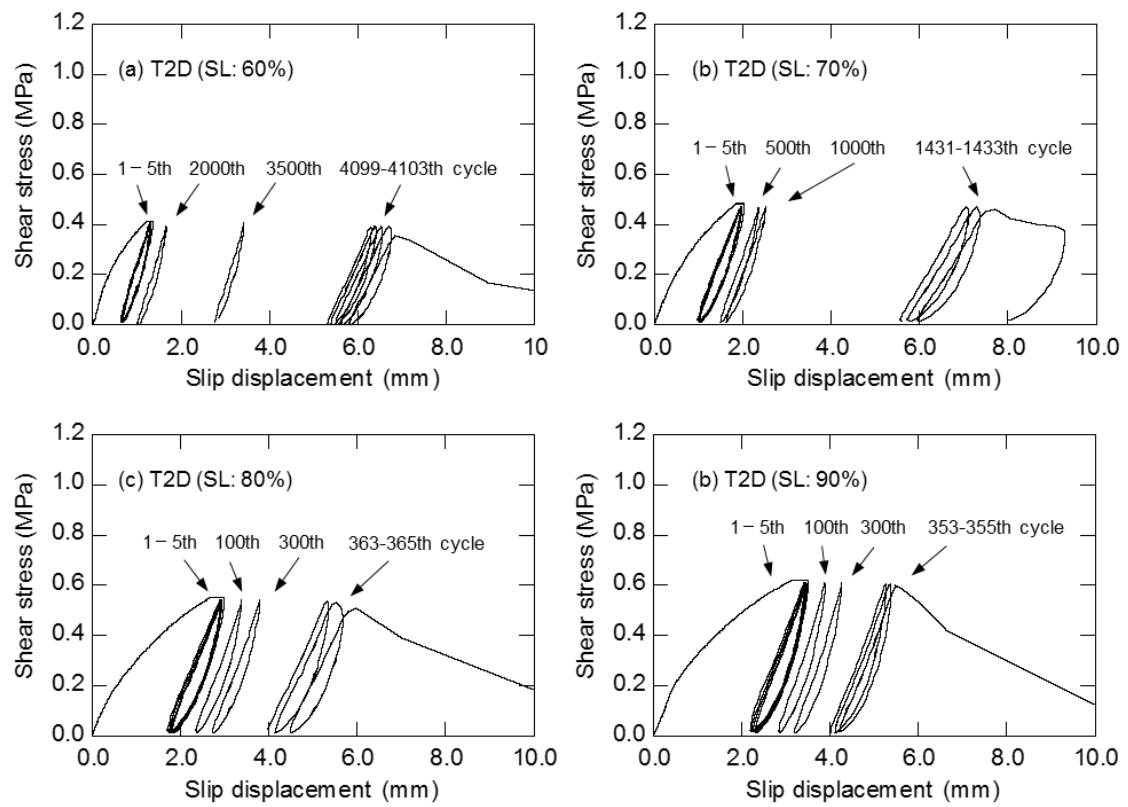 1.2
(a) T2D (SL: 60%)
1.0
0.8
0.6
0.4
0.2
0.0
Shear stress (MPa)
1－5th 2000th 3500th 4099-4103th cycle
0.0 2.0 4.0 6.0 8.0 10
Slip displacement (mm)
1.2
(b) T2D (SL: 70%)
1.0
0.8
0.6
0.4
0.2
0.0
Shear stress (MPa)
1－5th 500th 1000th 1431-1433th cycle
0.0 2.0 4.0 6.0 8.0 10.0
Slip displacement (mm)
1.2
1.0
(c) T2D (SL: 80%)
0.8
0.6
0.4
0.2
0.0
Shear stress (MPa)
1－5th 100th 300th 363-365th cycle
0.0 2.0 4.0 6.0 8.0 10.0
Slip displacement (mm)
1.2
1.0
(b) T2D (SL: 90%)
0.8
0.6
0.4
0.2
0.0
Shear stress (MPa)
1－5th 100th 300th 353-355th cycle
0.0 2.0 4.0 6.0 8.0 10.0
Slip displacement (mm)